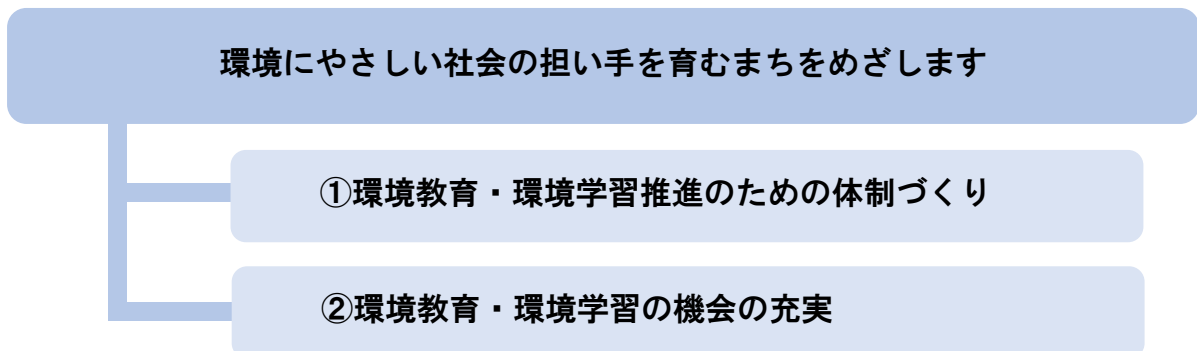 環境にやさしい社会の担い手を育むまちをめざします
①環境教育・環境学習推進のための体制づくり
②環境教育・環境学習の機会の充実